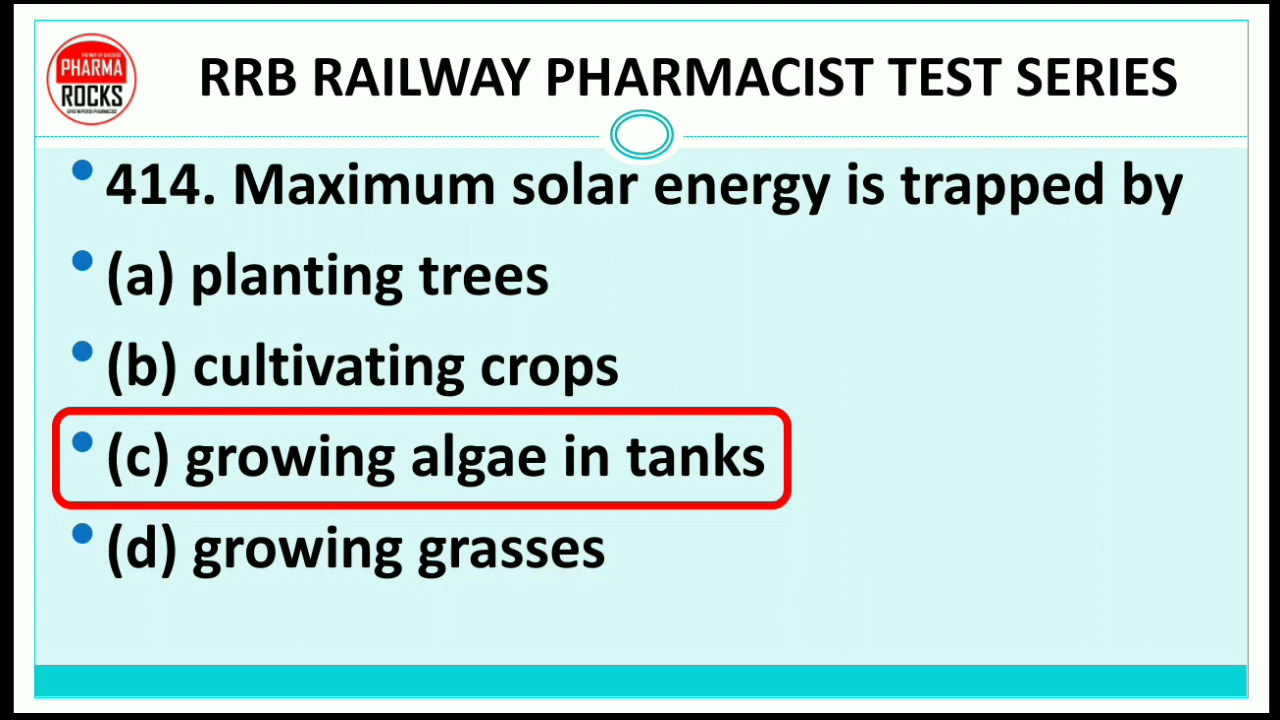 PHARMA
ROCKS
RRB RAILWAY PHARMACIST TEST SERIES
414. Maximum solar energy is trapped by
(a) planting trees
(b) cultivating crops
(c) growing algae in tanks
(d) growing grasses